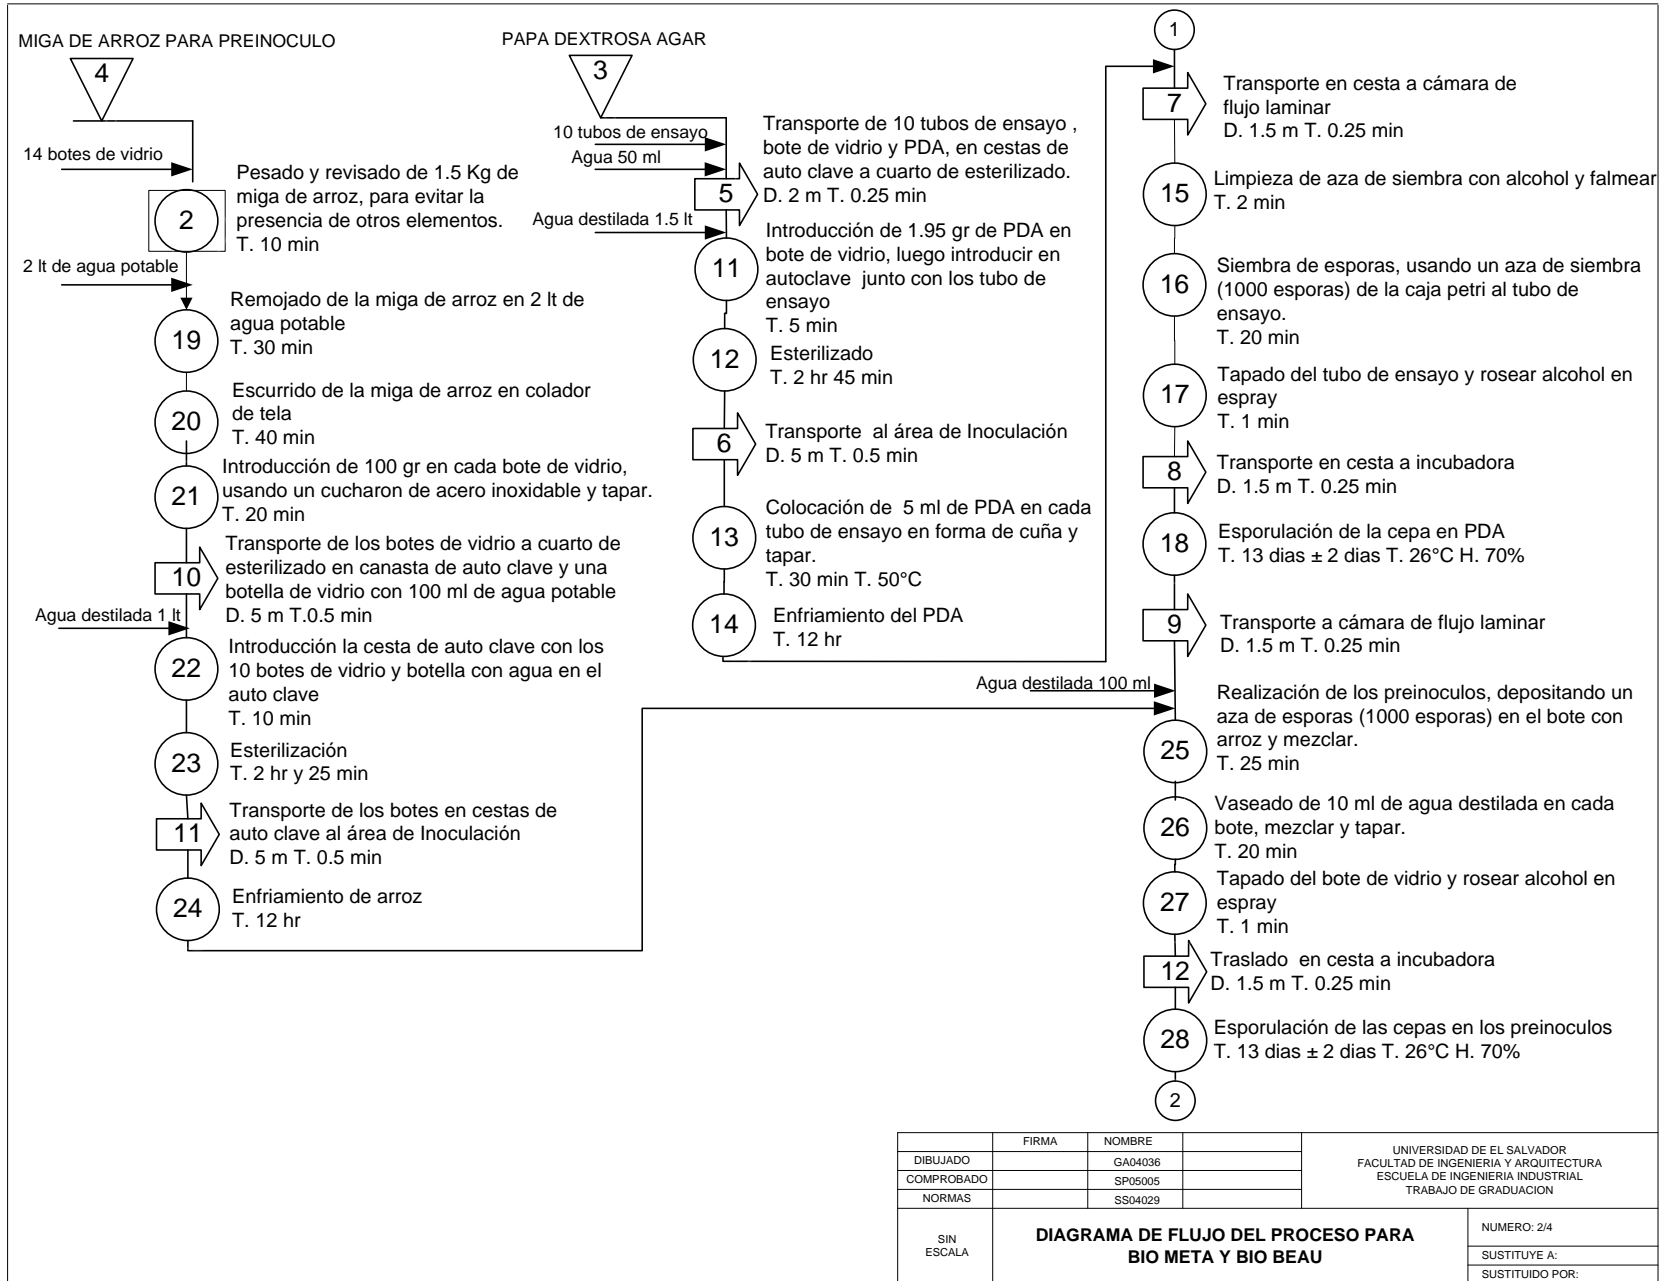 MIGA DE ARROZ PARA PREINOCULO
4
14 botes de vidrio
2
Pesado y revisado de 1.5 Kg de
miga de arroz, para evitar la
presencia de otros elementos.
T. 10 min
2 lt de agua potable
19
Remojado de la miga de arroz en 2 lt de
agua potable
T. 30 min
20
Escurrido de la miga de arroz en colador
de tela
T. 40 min
21
Introducción de 100 gr en cada bote de vidrio,
usando un cucharon de acero inoxidable y tapar.
T. 20 min
10
Transporte de los botes de vidrio a cuarto de
esterilizado en canasta de auto clave y una
botella de vidrio con 100 ml de agua potable
D. 5 m T.0.5 min
Agua destilada 1 lt
22
Introducción la cesta de auto clave con los
10 botes de vidrio y botella con agua en el
auto clave
T. 10 min
23
Esterilización
T. 2 hr y 25 min
11
Transporte de los botes en cestas de
auto clave al área de Inoculación
D. 5 m T. 0.5 min
24
Enfriamiento de arroz
T. 12 hr
PAPA DEXTROSA AGAR
3
10 tubos de ensayo
Agua 50 ml
5
Transporte de 10 tubos de ensayo ,
bote de vidrio y PDA, en cestas de
auto clave a cuarto de esterilizado.
D. 2 m T. 0.25 min
Agua destilada 1.5 lt
11
Introducción de 1.95 gr de PDA en
bote de vidrio, luego introducir en
autoclave junto con los tubo de
ensayo
T. 5 min
12
Esterilizado
T. 2 hr 45 min
6
Transporte al área de Inoculación
D. 5 m T. 0.5 min
13
Colocación de 5 ml de PDA en cada
tubo de ensayo en forma de cuña y
tapar.
T. 30 min T. 50°C
14
Enfriamiento del PDA
T. 12 hr
1
7
Transporte en cesta a cámara de
flujo laminar
D. 1.5 m T. 0.25 min
15
Limpieza de aza de siembra con alcohol y falmear
T. 2 min
16
Siembra de esporas, usando un aza de siembra
(1000 esporas) de la caja petri al tubo de
ensayo.
T. 20 min
17
Tapado del tubo de ensayo y rosear alcohol en
espray
T. 1 min
8
Transporte en cesta a incubadora
D. 1.5 m T. 0.25 min
18
Esporulación de la cepa en PDA
T. 13 dias ± 2 dias T. 26°C H. 70%
9
Transporte a cámara de flujo laminar
D. 1.5 m T. 0.25 min
Agua destilada 100 ml
25
Realización de los preinoculos, depositando un
aza de esporas (1000 esporas) en el bote con
arroz y mezclar.
T. 25 min
26
Vaseado de 10 ml de agua destilada en cada
bote, mezclar y tapar.
T. 20 min
27
Tapado del bote de vidrio y rosear alcohol en
espray
T. 1 min
12
Traslado en cesta a incubadora
D. 1.5 m T. 0.25 min
28
Esporulación de las cepas en los preinoculos
T. 13 dias ± 2 dias T. 26°C H. 70%
2
FIRMA NOMBRE
DIBUJADO GA04036
COMPROBADO SP05005
NORMAS SS04029
UNIVERSIDAD DE EL SALVADOR
FACULTAD DE INGENIERIA Y ARQUITECTURA
ESCUELA DE INGENIERIA INDUSTRIAL
TRABAJO DE GRADUACION
SIN
ESCALA
DIAGRAMA DE FLUJO DEL PROCESO PARA
BIO META Y BIO BEAU
NUMERO: 2/4
SUSTITUYE A:
SUSTITUIDO POR: